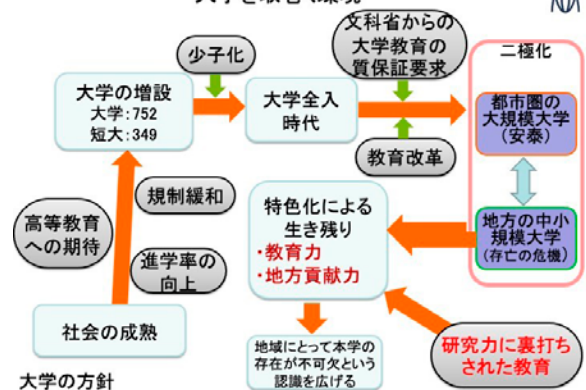 文科省からの
大学教育の
質保証要求
少子化
二極化
大学の増設
大学:752
短大:349
大学全入
時代
都市圏の
大規模大学
(安泰)
教育改革
規制緩和
高等教育
への期待
特色化による
生き残り
・教育力
・地方貢献力
地方の中小
規模大学
(存亡の危機)
進学率の
向上
社会の成熟
地域にとって本学の
存在が不可欠という
認識を広げる
研究力に裏打ち
された教育
大学の方針